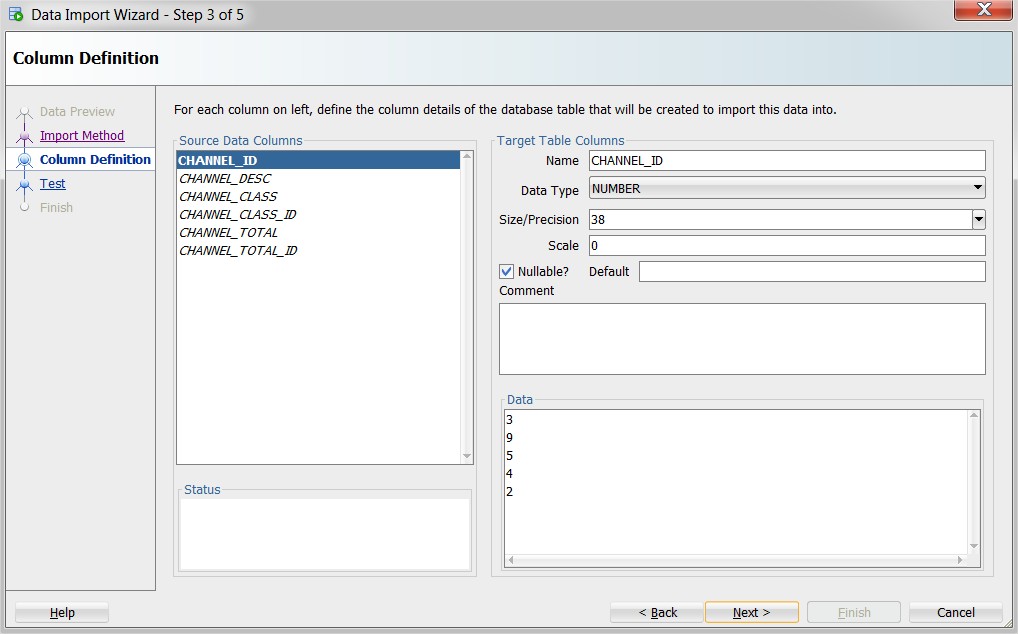 Data Import Wizard - Step 3 of 5
Column Definition
Data Preview
Import Method
Column Definition
Test
Finish
For each column on left, define the column details of the database table that will be created to import this data into.
Source Data Columns
CHANNEL_ID
CHANNEL_DESC
CHANNEL_CLASS
CHANNEL_CLASS_ID
CHANNEL_TOTAL
CHANNEL_TOTAL_ID
Status
Target Table Columns
Name CHANNEL_ID
Data Type NUMBER
Size/Precision 38
Scale 0
Nullable? Default
Comment
Data
3
9
5
4
2
Help < Back Next > Finish Cancel